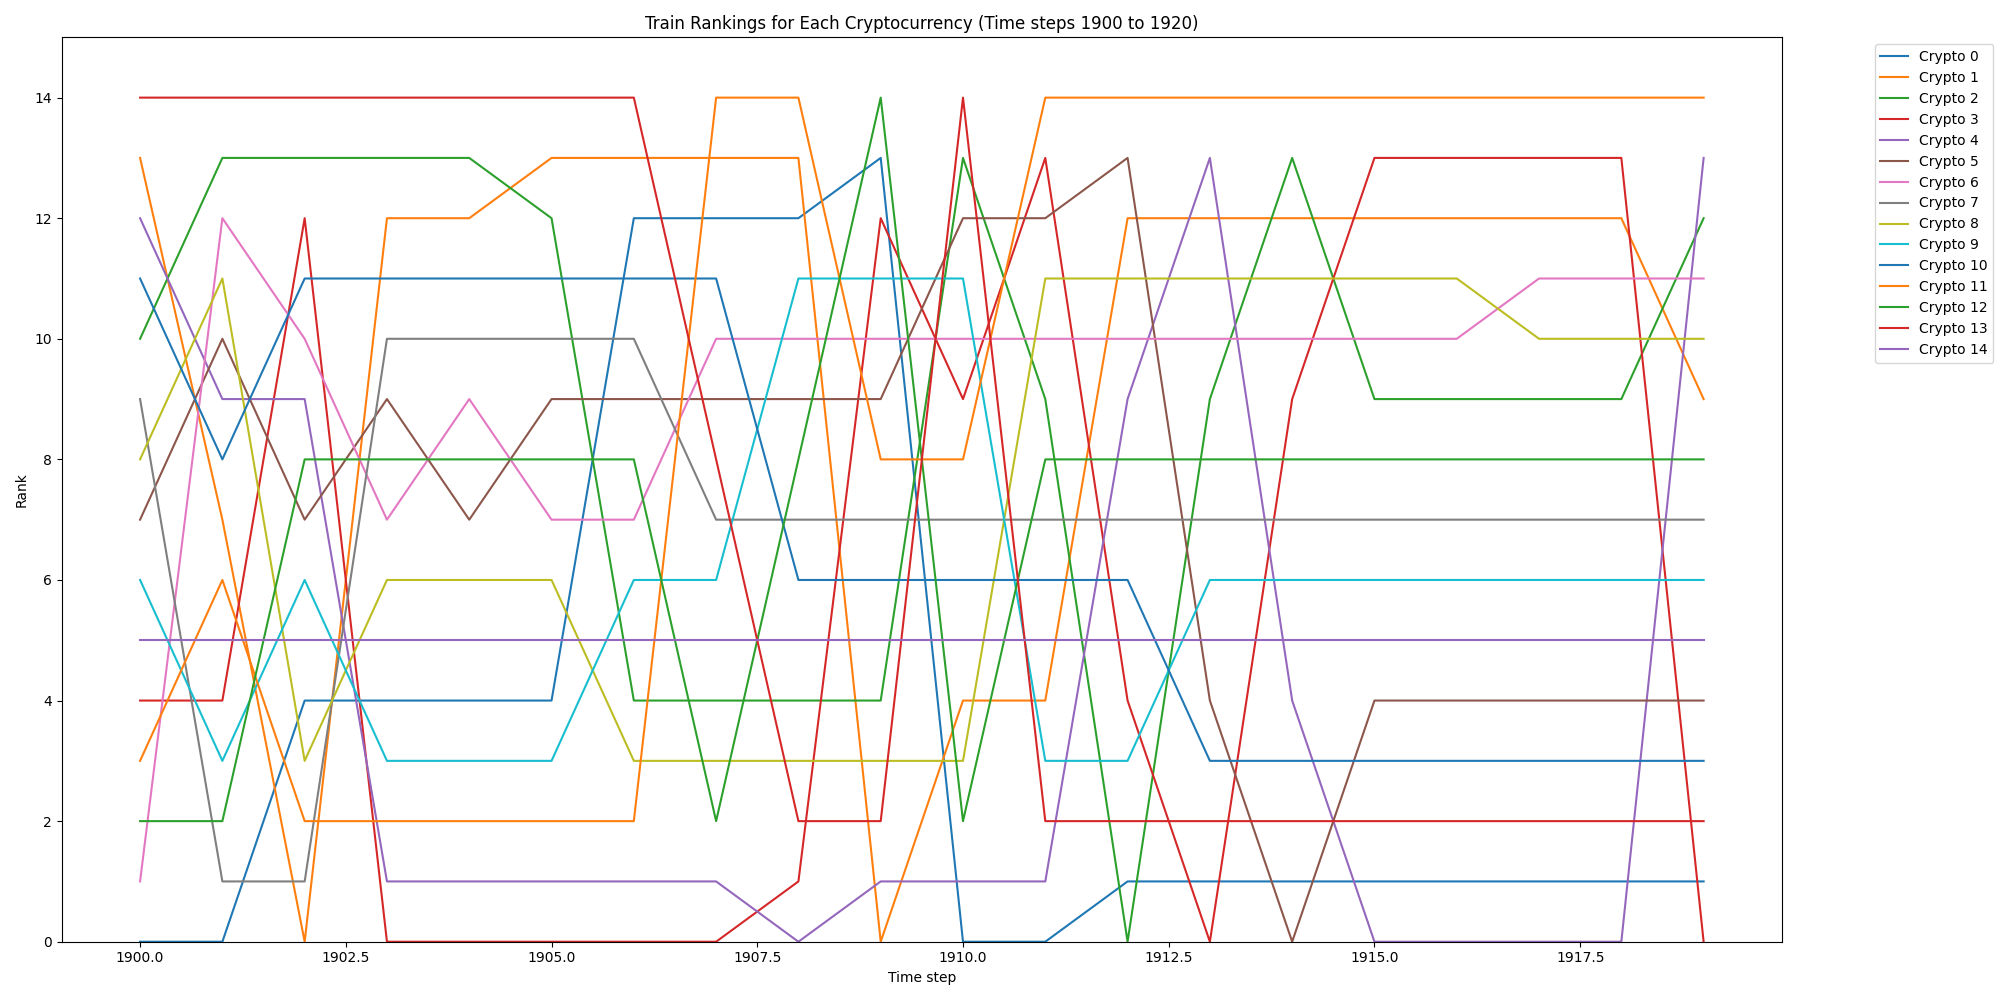 Train Rankings for Each Cryptocurrency (Time steps 1900 to 1920)
Rank
14
12
10
8
6
4
2
0
1900.0
1902.5
1905.0
1907.5
1910.0
1912.5
1915.0
1917.5
Time step
Crypto 0
Crypto 1
Crypto 2
Crypto 3
Crypto 4
Crypto 5
Crypto 6
Crypto 7
Crypto 8
Crypto 9
Crypto 10
Crypto 11
Crypto 12
Crypto 13
Crypto 14